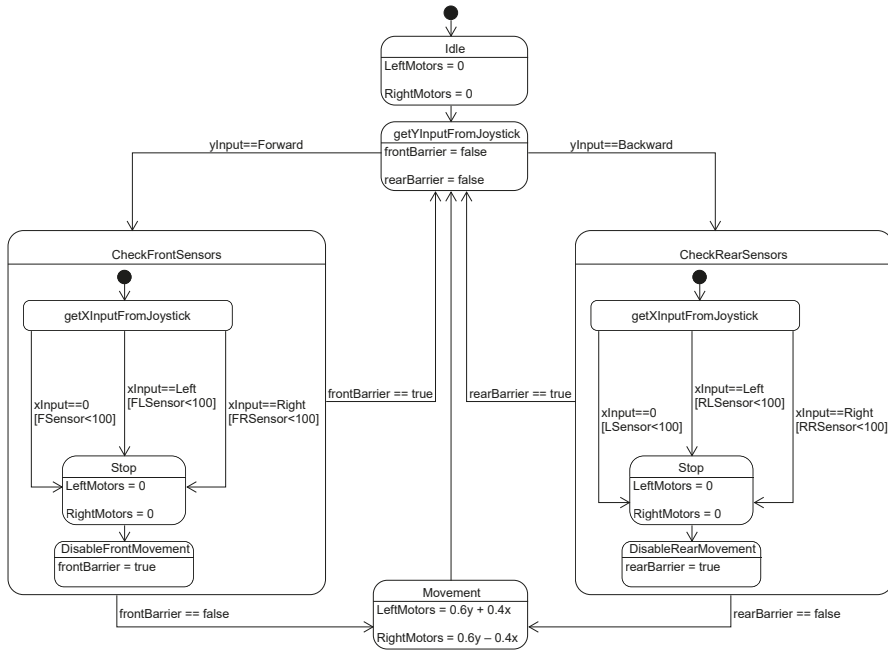 Idle
LeftMotors = 0
RightMotors = 0
getYInputFromJoystick
frontBarrier = false
rearBarrier = false
yInput==Forward
yInput==Backward
CheckFrontSensors
getXInputFromJoystick
xInput==0
[FSensor<100]
xInput==Left
[FLSensor<100]
xInput==Right
[FRSensor<100]
Stop
LeftMotors = 0
RightMotors = 0
DisableFrontMovement
frontBarrier = true
frontBarrier == true
rearBarrier == true
CheckRearSensors
getXInputFromJoystick
xInput==0
[LSensor<100]
xInput==Left
[RLSensor<100]
xInput==Right
[RRSensor<100]
Stop
LeftMotors = 0
RightMotors = 0
DisableRearMovement
rearBarrier = true
frontBarrier == false
Movement
LeftMotors = 0.6y + 0.4x
RightMotors = 0.6y – 0.4x
rearBarrier == false